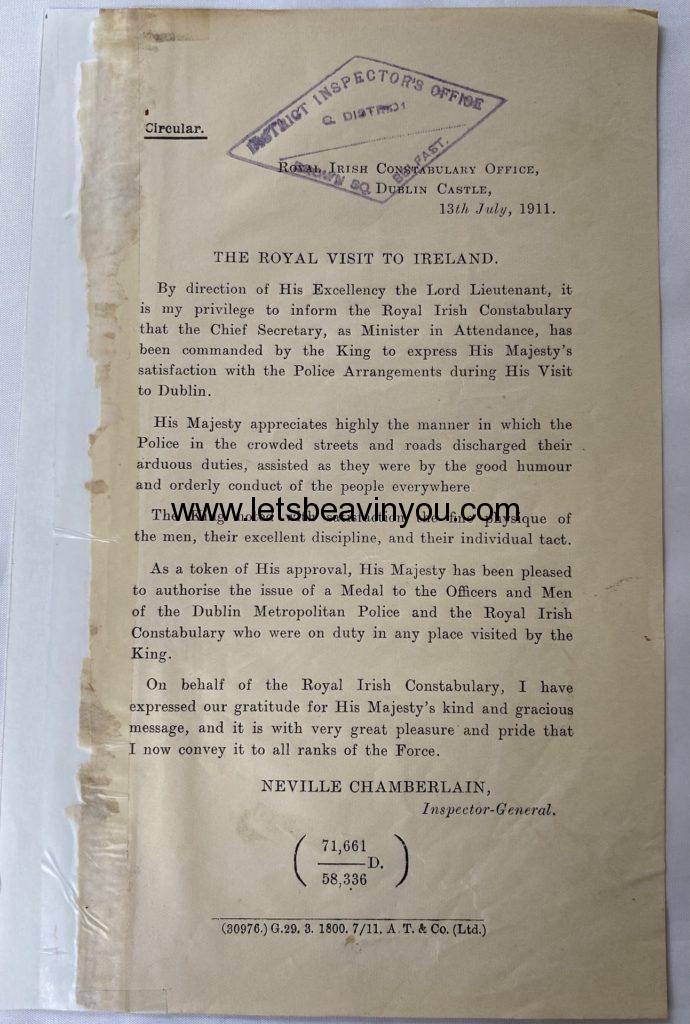 DISTRICT INSPECTOR'S OFFICE
C. DISTRICT
BROWN SQ. BELFAST.
Circular.
ROYAL IRISH CONSTABULARY OFFICE,
DUBLIN CASTLE,
13th July, 1911.
THE ROYAL VISIT TO IRELAND.
By direction of His Excellency the Lord Lieutenant, it
is my privilege to inform the Royal Irish Constabulary
that the Chief Secretary, as Minister in Attendance, has
been commanded by the King to express His Majesty's
satisfaction with the Police Arrangements during His Visit
to Dublin.
His Majesty appreciates highly the manner in which the
Police in the crowded streets and roads discharged their
arduous duties, assisted as they were by the good humour
and orderly conduct of the people everywhere
www.letsbeavinyou.com
The King noted with satisfaction the fine physique of
the men, their excellent discipline, and their individual tact.
As a token of His approval, His Majesty has been pleased
to authorise the issue of a Medal to the Officers and Men
of the Dublin Metropolitan Police and the Royal Irish
Constabulary who were on duty in any place visited by the
King.
On behalf of the Royal Irish Constabulary, I have
expressed our gratitude for His Majesty's kind and gracious
message, and it is with very great pleasure and pride that
I now convey it to all ranks of the Force.
NEVILLE CHAMBERLAIN,
Inspector-General.
71,661
D.
58,336
(30976.) G.29. 3. 1800. 7/11. A. T. & Co. (Ltd.)